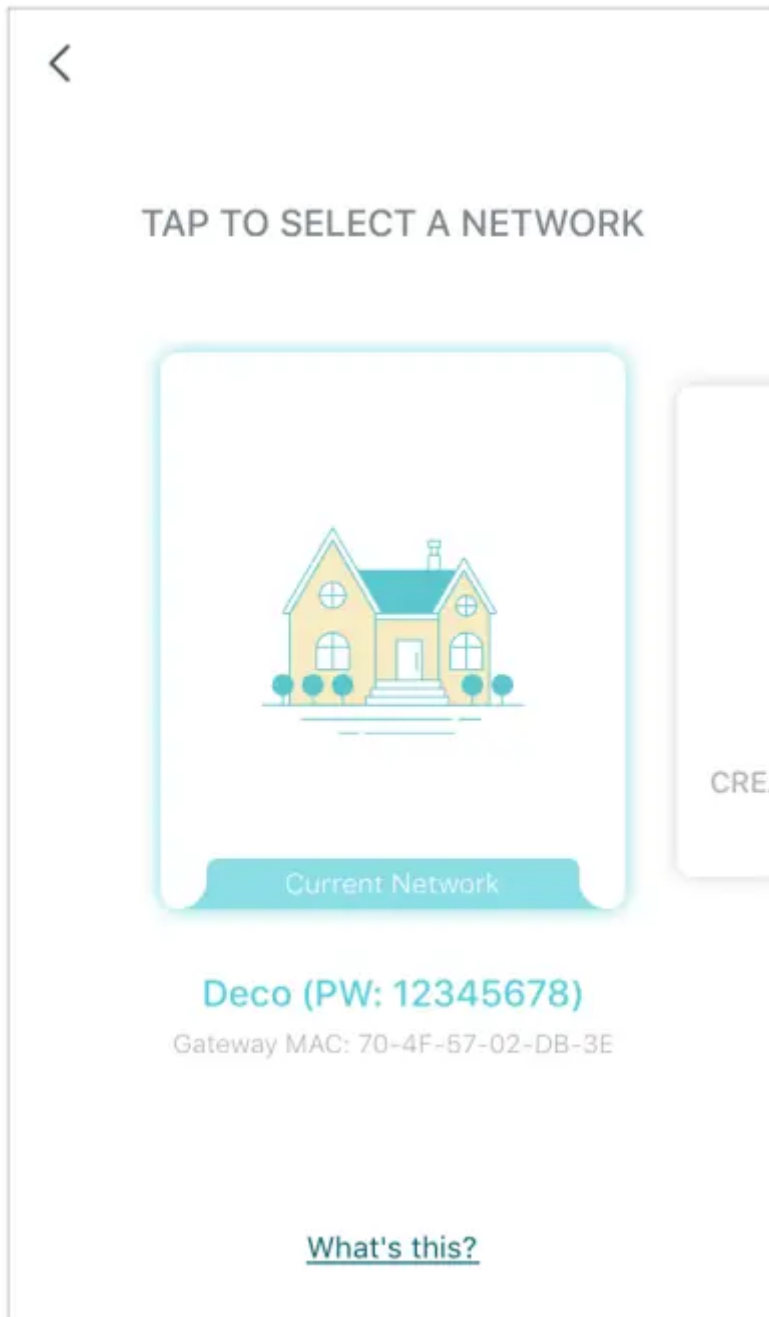 TAP TO SELECT A NETWORK
CREA
Current Network
Deco (PW: 12345678)
Gateway MAC: 70-4F-57-02-DB-3E
What's this?